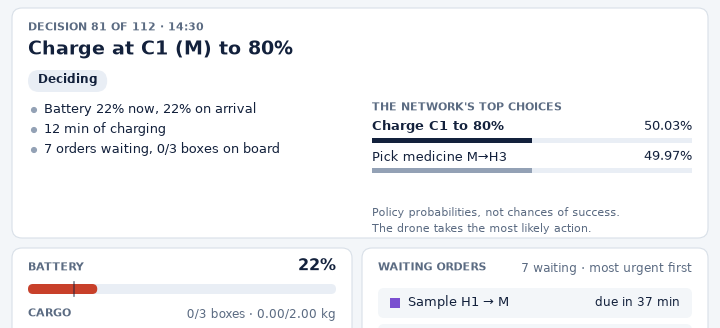 DECISION 81 OF 112 · 14:30
Charge at C1 (M) to 80%
Deciding
Battery 22% now, 22% on arrival
12 min of charging
7 orders waiting, 0/3 boxes on board
THE NETWORK'S TOP CHOICES
Charge C1 to 80% 50.03%
Pick medicine M→H3 49.97%
Policy probabilities, not chances of success.
The drone takes the most likely action.
BATTERY 22%
CARGO 0/3 boxes · 0.00/2.00 kg
WAITING ORDERS 7 waiting · most urgent first
Sample H1 → M due in 37 min